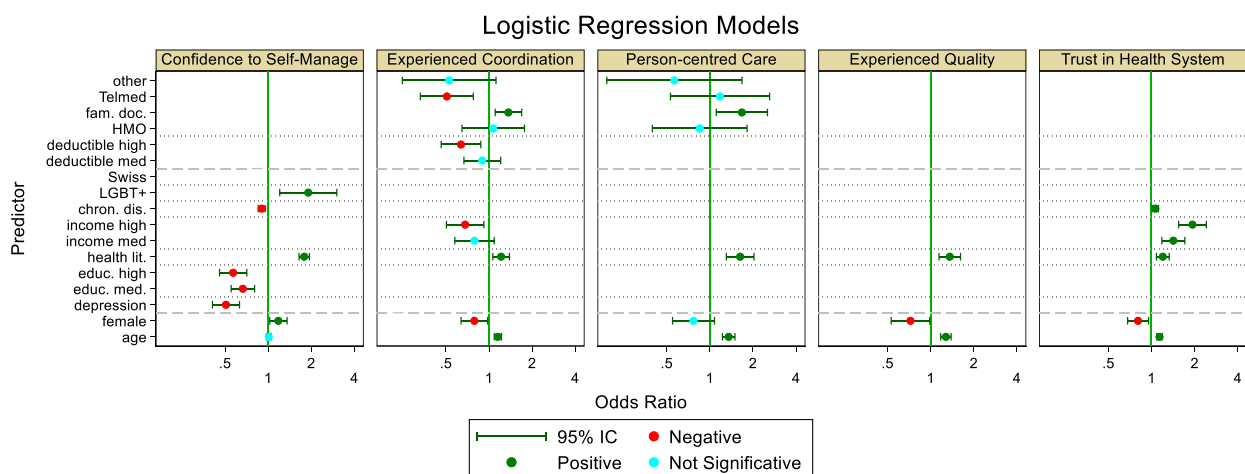 Logistic Regression Models
Confidence to Self-Manage
Experienced Coordination
Person-centred Care
Experienced Quality
Trust in Health System
Predictor
other
Telmed
fam. doc.
HMO
deductible high
deductible med
Swiss
LGBT+
chron. dis.
income high
income med
health lit.
educ. high
educ. med.
depression
female
age
.5 1 2 4
.5 1 2 4
.5 1 2 4
.5 1 2 4
.5 1 2 4
Odds Ratio
95% IC
Negative
Positive
Not Significative